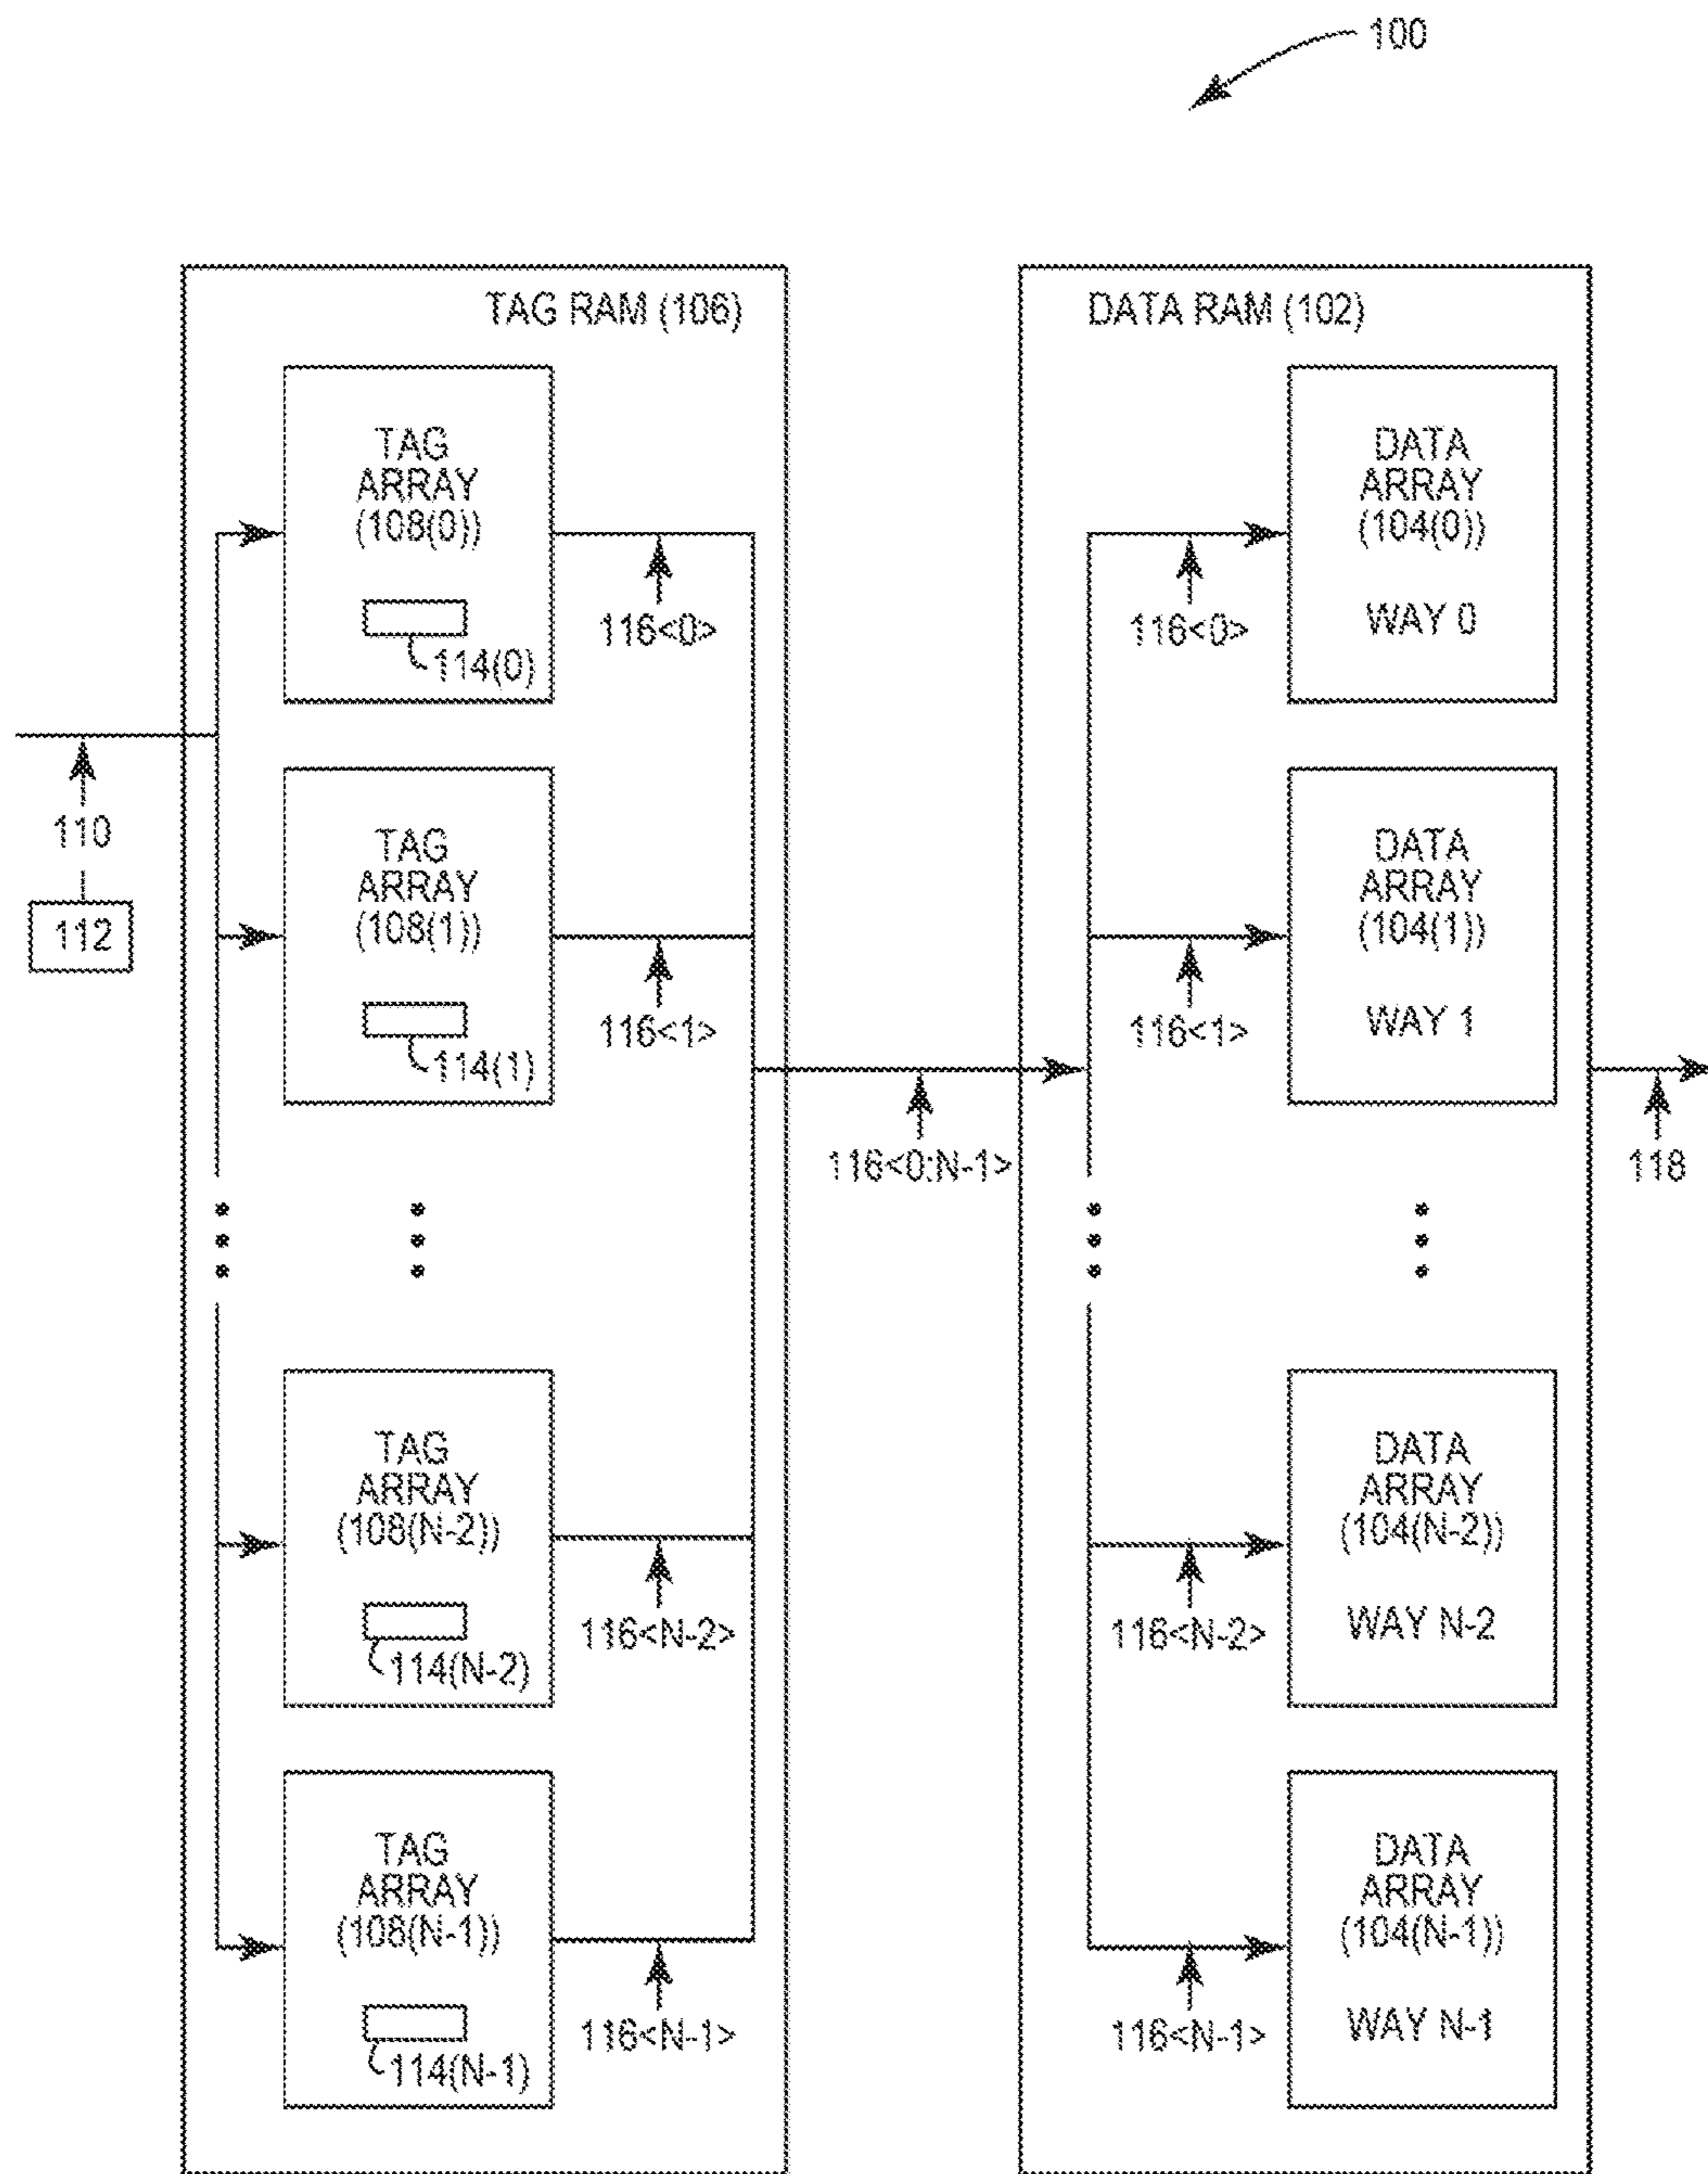 100
TAG RAM (106)
DATA RAM (102)
TAG
ARRAY
(108(0))
114(0)
116<0>
116<0>
DATA
ARRAY
(104(0))
WAY 0
110
112
TAG
ARRAY
(108(1))
114(1)
116<1>
116<1>
DATA
ARRAY
(104(1))
WAY 1
116<0:N-1>
118
TAG
ARRAY
(108(N-2))
114(N-2)
116<N-2>
116<N-2>
DATA
ARRAY
(104(N-2))
WAY N-2
TAG
ARRAY
(108(N-1))
114(N-1)
116<N-1>
116<N-1>
DATA
ARRAY
(104(N-1))
WAY N-1